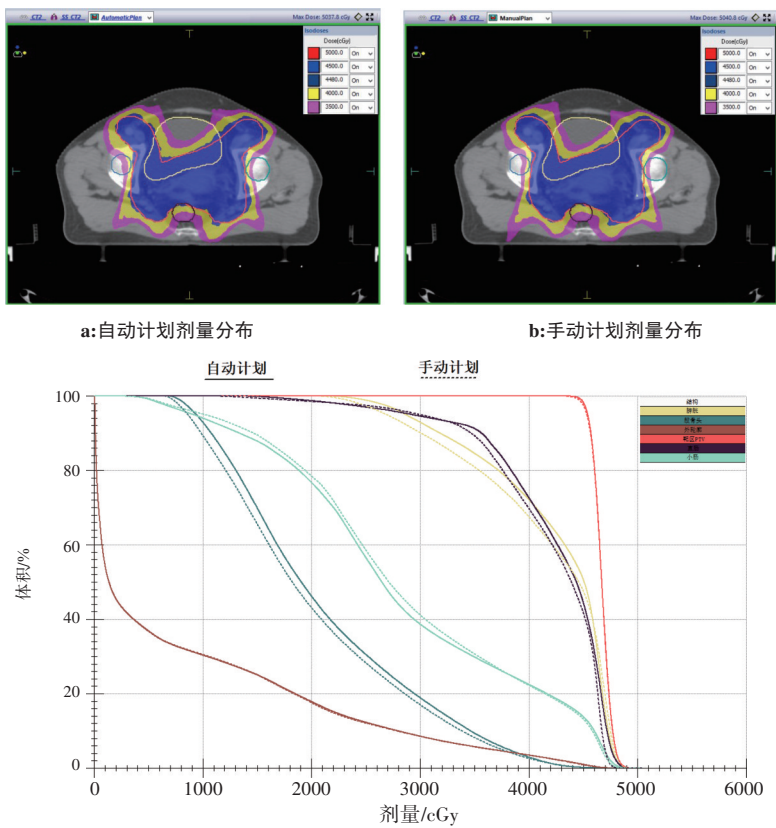 CT2 SS_CT2 AutomaticPlan Max Dose: 5037.8 cGy
Isodoses
Dose(cGy)
5000.0 On
4500.0 On
4480.0 On
4000.0 On
3500.0 On
CT2 SS_CT2 ManualPlan Max Dose: 5040.8 cGy
Isodoses
Dose(cGy)
5000.0 On
4500.0 On
4480.0 On
4000.0 On
3500.0 On
a:自动计划剂量分布
b:手动计划剂量分布
自动计划
手动计划
100
80
60
40
20
0
体积/%
结构
膀胱
股骨头
外轮廓
小肠
0 1000 2000 3000 4000 5000 6000
剂量/cGy